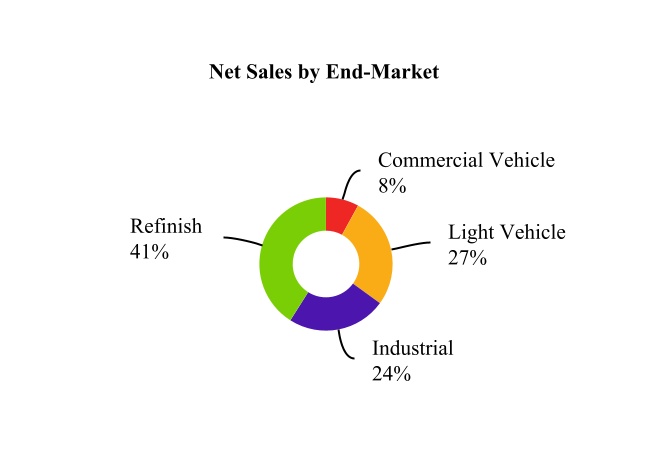 Net Sales by End-Market
Commercial Vehicle
8%
Refinish
41%
Light Vehicle
27%
Industrial
24%